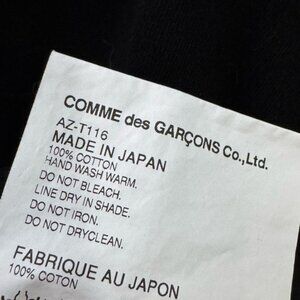 COMME des GARÇONS Co., Ltd.
AZ-T116
MADE IN JAPAN
100% COTTON
HAND WASH WARM.
DO NOT BLEACH.
LINE DRY IN SHADE.
DO NOT IRON.
DO NOT DRYCLEAN.
FABRIQUE AU JAPON
100% COTON